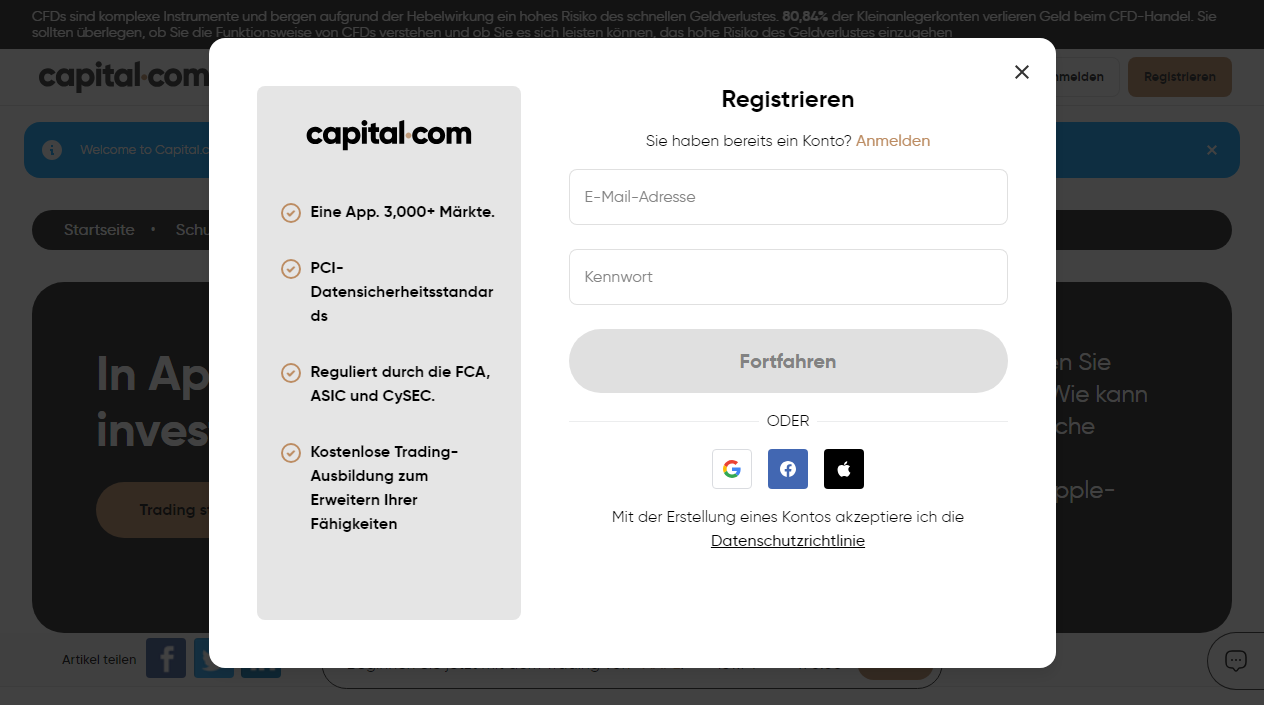 CFDs sind komplexe Instrumente und bergen aufgrund der Hebelwirkung ein hohes Risiko des schnellen Geldverlustes. 80,84% der Kleinanlegerkonten verlieren Geld beim CFD-Handel. Sie
sollten überlegen, ob Sie die Funktionsweise von CFDs verstehen und ob Sie es sich leisten können, das hohe Risiko des Geldverlustes einzugehen
capital.com
Registrieren
Welcome to Capital.c
Startseite • Schu
In Ap
inves
Trading s
en Sie
Wie kann
Artikel teilen
capital.com
Eine App. 3,000+ Märkte.
PCI-
Datensicherheitsstandar
ds
Reguliert durch die FCA,
ASIC und CySEC.
Kostenlose Trading-
Ausbildung zum
Erweitern Ihrer
Fähigkeiten
Registrieren
Sie haben bereits ein Konto? Anmelden
E-Mail-Adresse
Kennwort
Fortfahren
ODER
Mit der Erstellung eines Kontos akzeptiere ich die
Datenschutzrichtlinie